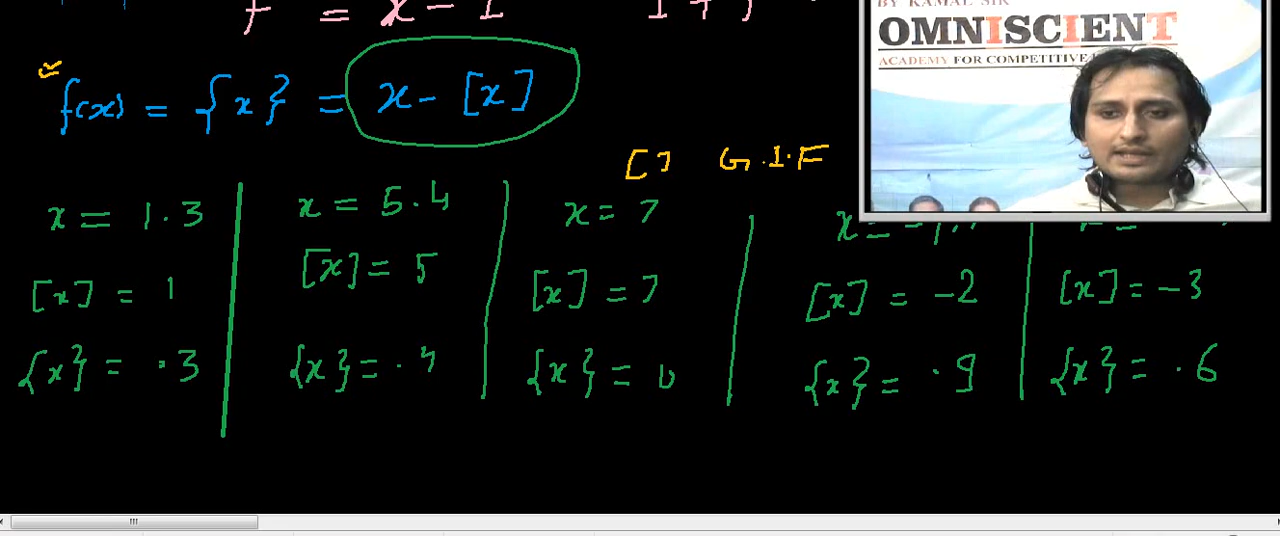 f = x - I
BY KAMAL SIR
OMNISCIENT
ACADEMY FOR COMPETITIVE
f(x) = {x} = x - [x]
[] G.I.F
x = 1.3
[x] = 1
{x} = .3
x = 5.4
[x] = 5
{x} = .4
x = 7
[x] = 7
{x} = 0
[x] = -2
{x} = .9
[x] = -3
{x} = .6